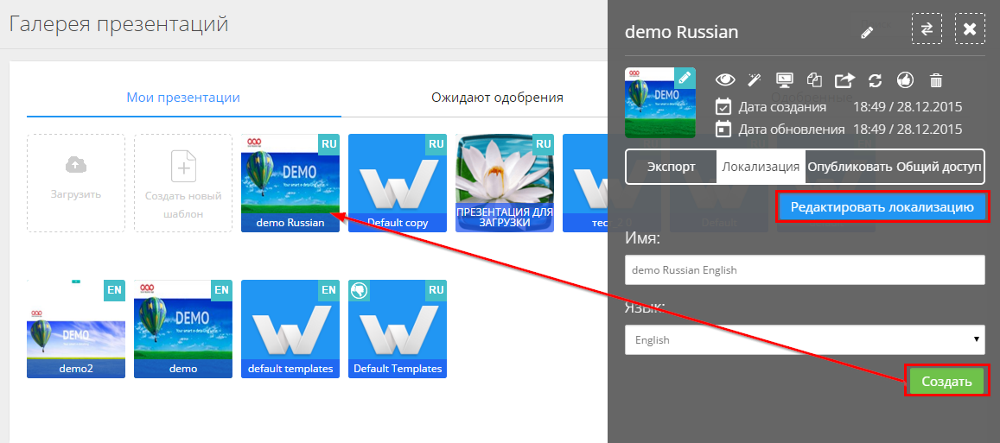 Галерея презентаций
demo Russian
Мои презентации
Ожидают одобрения
Дата создания 18:49 / 28.12.2015
Дата обновления 18:49 / 28.12.2015
Экспорт Локализация Опубликовать Общий доступ
Редактировать локализацию
Имя:
demo Russian English
Язык:
English
Создать
Загрузить
Создать новый
шаблон
RU
DEMO
demo Russian
RU
Default copy
RU
ПРЕЗЕНТАЦИЯ ДЛЯ
ЗАГРУЗКИ
RU
Default
EN
DEMO
demo2
EN
DEMO
demo
EN
default templates
RU
Default Templates
DEMO